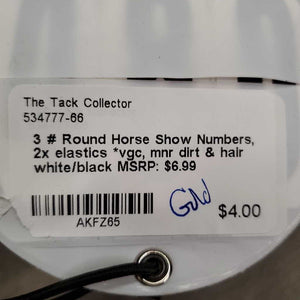 The Tack Collector
534777-66
3 # Round Horse Show Numbers,
2x elastics *vgc, mnr dirt & hair
white/black MSRP: $6.99
Gold
$4.00
AKFZ65